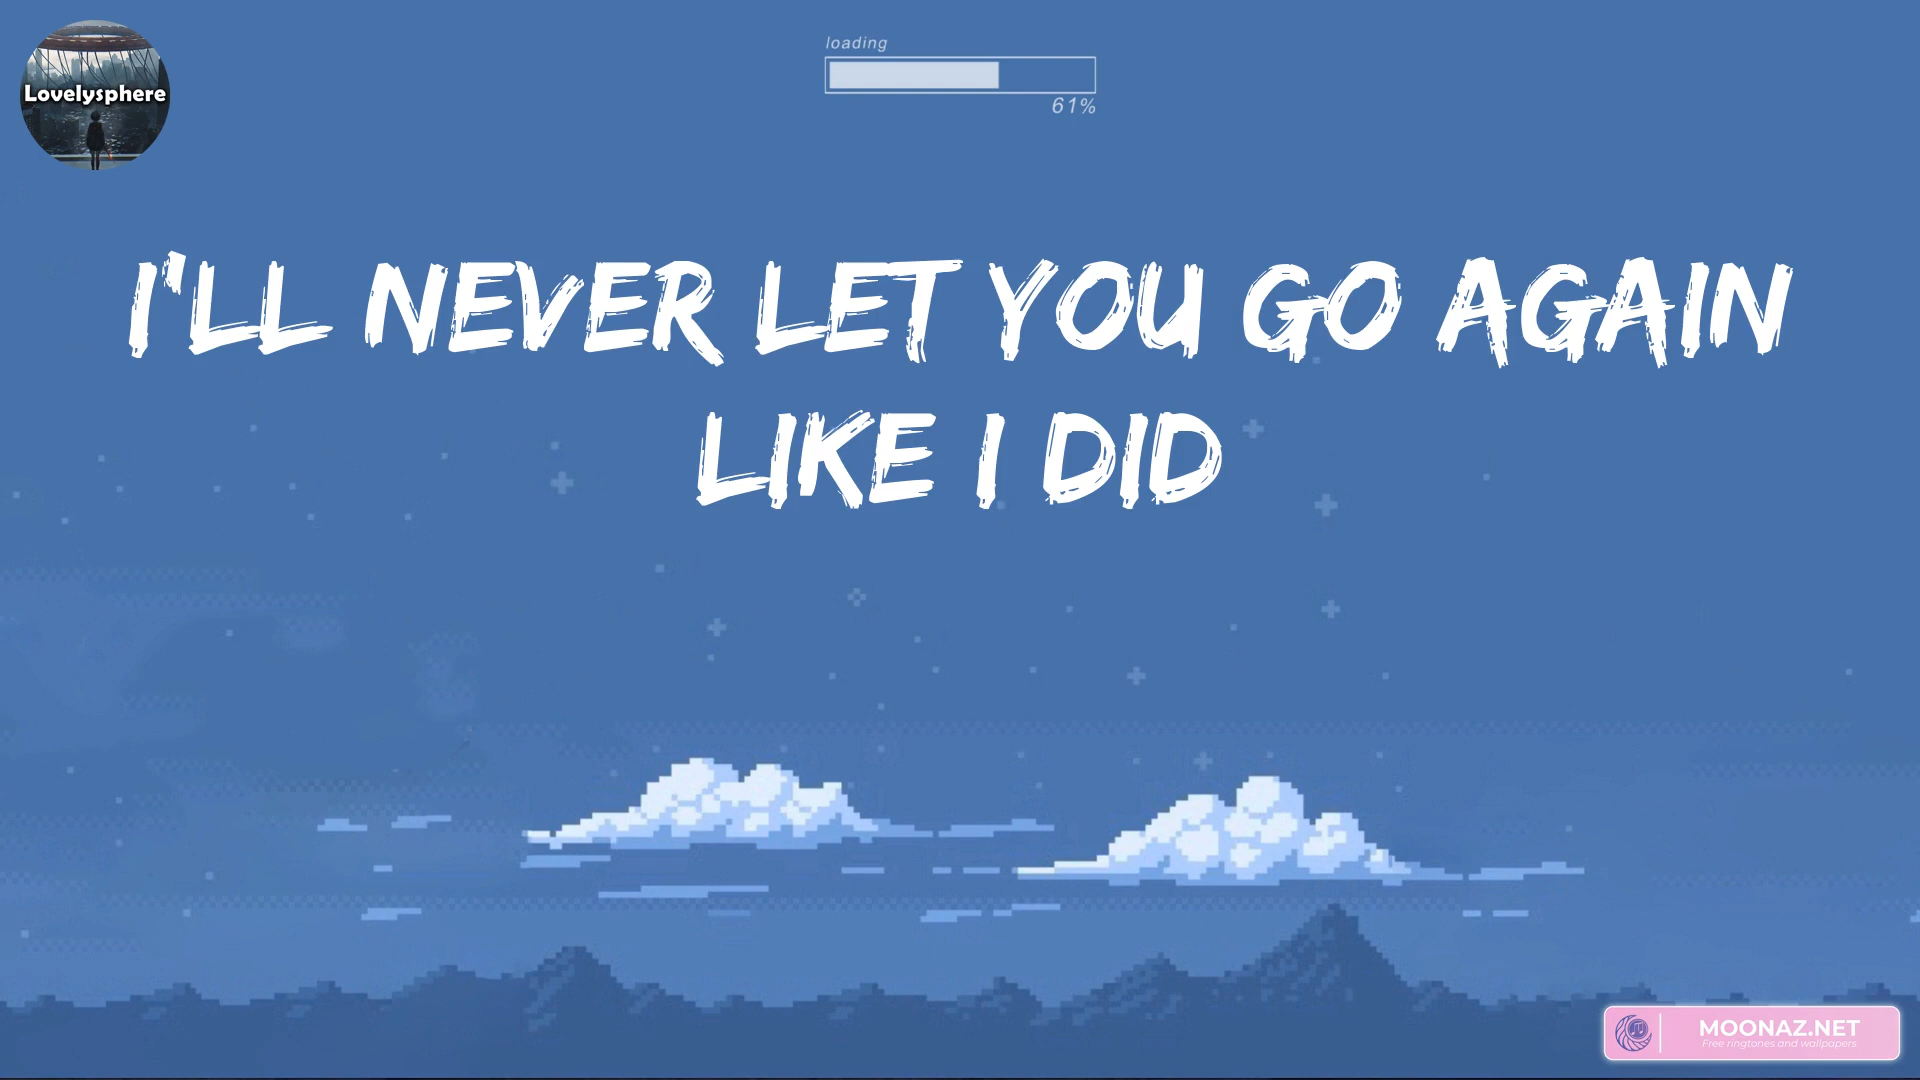 Lovelysphere
loading
61%
I'LL NEVER LET YOU GO AGAIN
LIKE I DID
MOONAZ.NET
Free ringtones and wallpapers